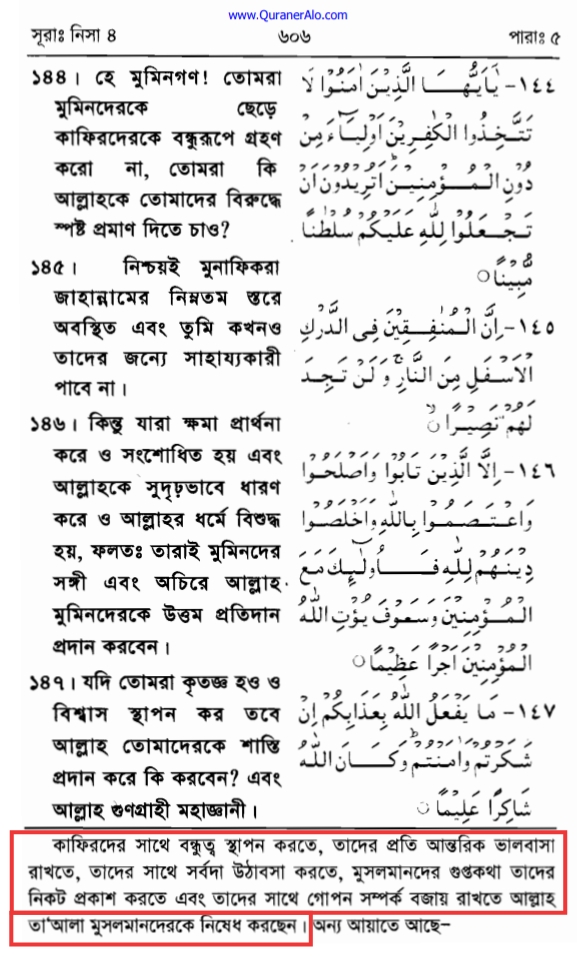 www.QuranerAlo.com
সূরাঃ নিসা ৪ ৬০৬ পারাঃ ৫
১৪৪। হে মুমিনগণ! তোমরা
মুমিনদেরকে ছেড়ে
কাফিরদেরকে বন্ধুরূপে গ্রহণ
করো না, তোমরা কি
আল্লাহকে তোমাদের বিরুদ্ধে
স্পষ্ট প্রমাণ দিতে চাও?
১৪৫। নিশ্চয়ই মুনাফিকরা
জাহান্নামের নিম্নতম স্তরে
অবস্থিত এবং তুমি কখনও
তাদের জন্যে সাহায্যকারী
পাবে না।
১৪৬। কিন্তু যারা ক্ষমা প্রার্থনা
করে ও সংশোধিত হয় এবং
আল্লাহকে সুদৃঢ়ভাবে ধারণ
করে ও আল্লাহর ধর্মে বিশুদ্ধ
হয়, ফলতঃ তারাই মুমিনদের
সঙ্গী এবং অচিরে আল্লাহ
মুমিনদেরকে উত্তম প্রতিদান
প্রদান করবেন।
১৪৭। যদি তোমরা কৃতজ্ঞ হও ও
বিশ্বাস স্থাপন কর তবে
আল্লাহ তোমাদেরকে শাস্তি
প্রদান করে কি করবেন? এবং
আল্লাহ গুণগ্রাহী মহাজ্ঞানী।
١٤٤- يٰۤاَيُّهَا الَّذِيْنَ اٰمَنُوْا لَا
تَتَّخِذُوا الْكٰفِرِيْنَ اَوْلِيَآءَ مِنْ
دُوْنِ الْمُؤْمِنِيْنَ اَتُرِيْدُوْنَ اَنْ
تَجْعَلُوْا لِلّٰهِ عَلَيْكُمْ سُلْطٰنًا
مُّبِيْنًا ○
١٤٥- اِنَّ الْمُنٰفِقِيْنَ فِى الدَّرْكِ
الْاَسْفَلِ مِنَ النَّارِ وَلَنْ تَجِدَ
لَهُمْ نَصِيْرًا ○
١٤٦- اِلَّا الَّذِيْنَ تَابُوْا وَاَصْلَحُوْا
وَاعْتَصَمُوْا بِاللّٰهِ وَاَخْلَصُوْا
دِيْنَهُمْ لِلّٰهِ فَاُولٰٓئِكَ مَعَ
الْمُؤْمِنِيْنَ وَسَوْفَ يُؤْتِ اللّٰهُ
الْمُؤْمِنِيْنَ اَجْرًا عَظِيْمًا ○
١٤٧- مَا يَفْعَلُ اللّٰهُ بِعَذَابِكُمْ اِنْ
شَكَرْتُمْ وَاٰمَنْتُمْ وَكَانَ اللّٰهُ
شَاكِرًا عَلِيْمًا ○
কাফিরদের সাথে বন্ধুত্ব স্থাপন করতে, তাদের প্রতি আন্তরিক ভালবাসা
রাখতে, তাদের সাথে সর্বদা উঠাবসা করতে, মুসলমানদের গুপ্তকথা তাদের
নিকট প্রকাশ করতে এবং তাদের সাথে গোপন সম্পর্ক বজায় রাখতে আল্লাহ
তা'আলা মুসলমানদেরকে নিষেধ করছেন। অন্য আয়াতে আছে-